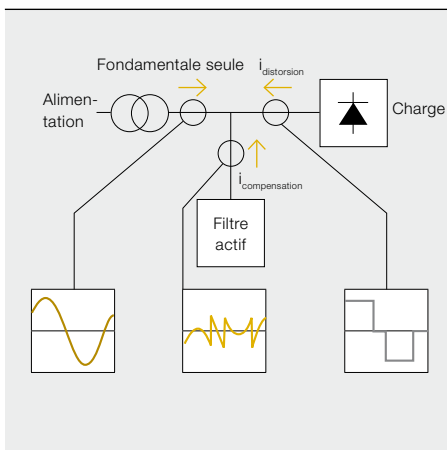 Fondamentale seule
i distorsion
Alimen-
tation
Charge
i compensation
Filtre
actif